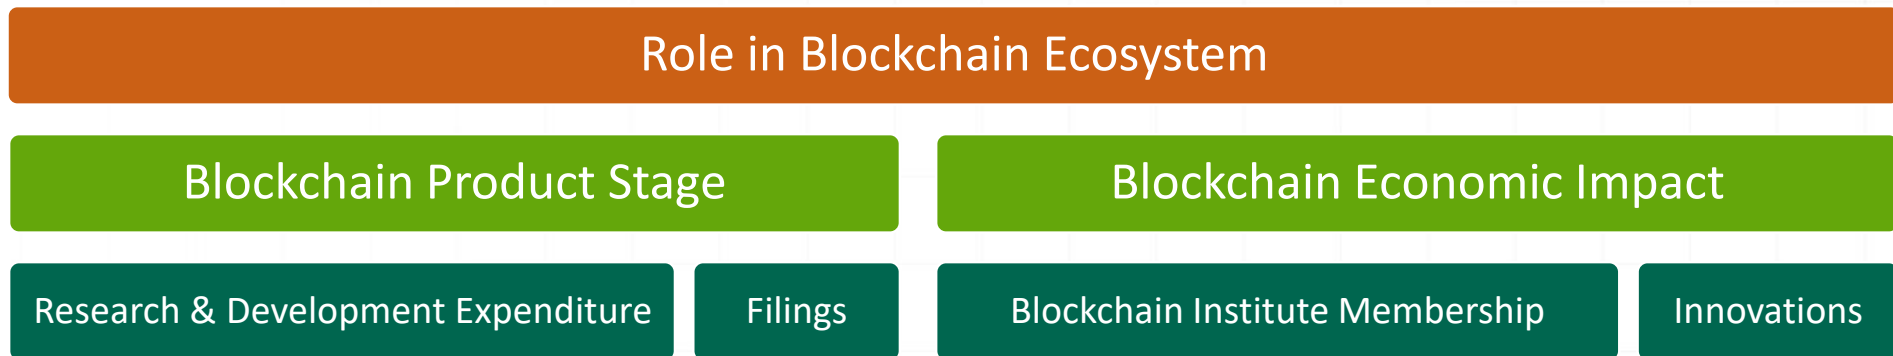 Role in Blockchain Ecosystem
Blockchain Product Stage
Blockchain Economic Impact
Research & Development Expenditure
Filings
Blockchain Institute Membership
Innovations